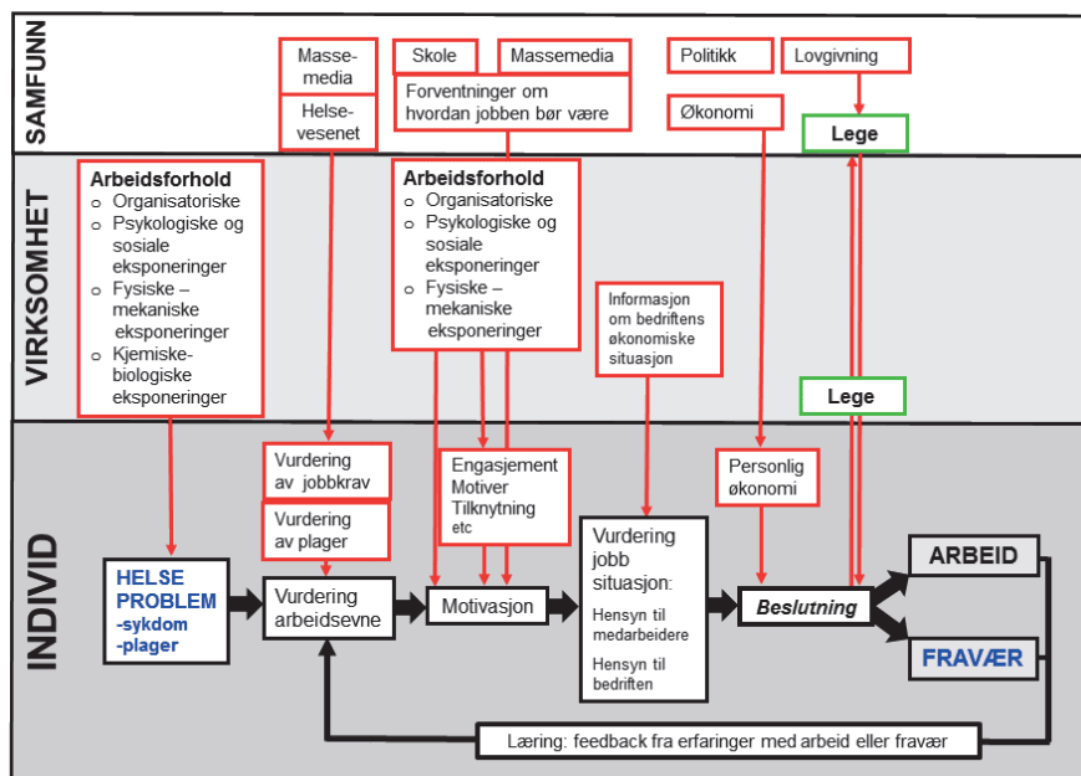 SAMFUNN
Masse-
media
Helse-
vesenet
Skole
Massemedia
Forventninger om
hvordan jobben bør være
Politikk
Økonomi
Lovgivning
Lege
VIRKSOMHET
Arbeidsforhold
o Organisatoriske
o Psykologiske og
sosiale
eksponeringer
o Fysiske –
mekaniske
eksponeringer
o Kjemiske-
biologiske
eksponeringer
Arbeidsforhold
o Organisatoriske
o Psykologiske og
sosiale
eksponeringer
o Fysiske –
mekaniske
eksponeringer
Informasjon
om bedriftens
økonomiske
situasjon
Lege
INDIVID
Vurdering
av jobbkrav
Vurdering
av plager
Engasjement
Motiver
Tilknytning
etc
Personlig
økonomi
HELSE
PROBLEM
-sykdom
-plager
Vurdering
arbeidsevne
Motivasjon
Vurdering
jobb
situasjon:
Hensyn til
medarbeidere
Hensyn til
bedriften
Beslutning
ARBEID
FRAVÆR
Læring: feedback fra erfaringer med arbeid eller fravær